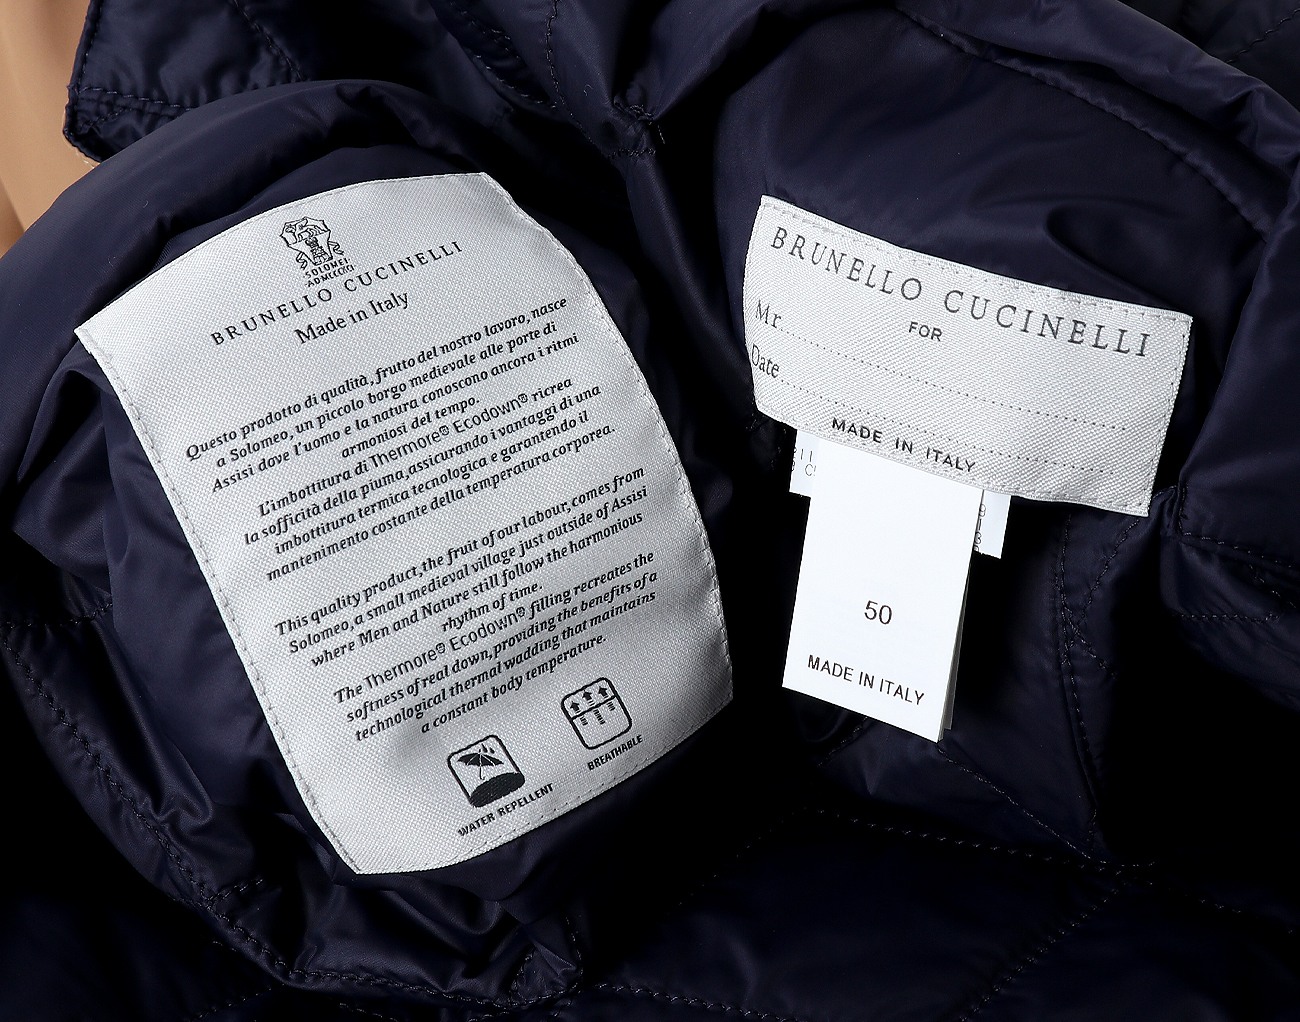 SOLOMEI
BRUNELLO CUCINELLI
Made in Italy
Questo prodotto di qualità, frutto del nostro lavoro, nasce
a Solomeo, un piccolo borgo medievale alle porte di
Assisi dove l'uomo e la natura conoscono ancora i ritmi
armoniosi del tempo.
L'imbottitura di Thermore® Ecodown® ricrea
la sofficità della piuma, assicurando i vantaggi di una
imbottitura termica tecnologica e garantendo il
mantenimento costante della temperatura corporea.
This quality product, the fruit of our labour, comes from
Solomeo, a small medieval village just outside of Assisi
where Men and Nature still follow the harmonious
rhythm of time.
The Thermore® Ecodown® filling recreates the
softness of real down, providing the benefits of a
technological thermal wadding that maintains
a constant body temperature.
WATER REPELLENT
BREATHABLE
BRUNELLO CUCINELLI
FOR
Mr.
Date
MADE IN ITALY
50
MADE IN ITALY